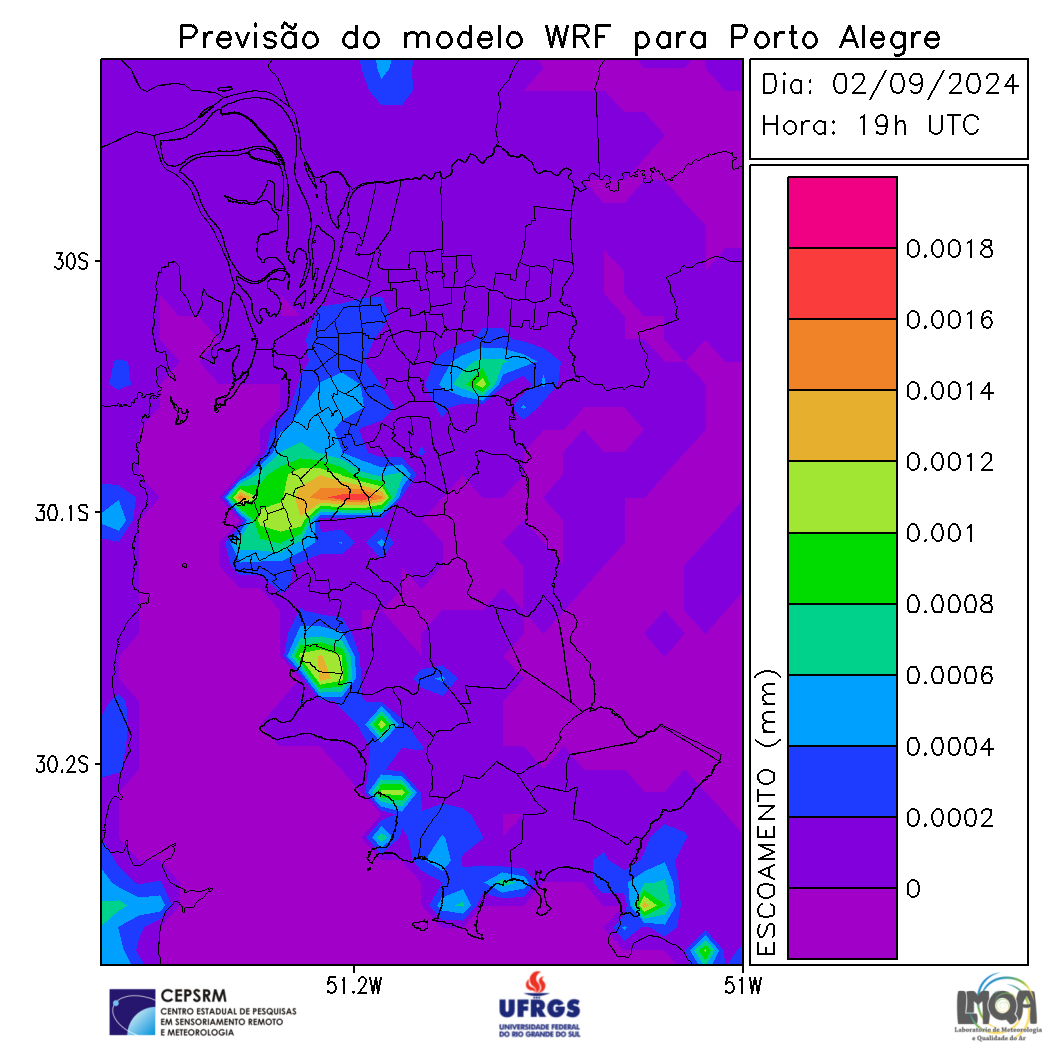 Previsão do modelo WRF para Porto Alegre
Dia: 02/09/2024
Hora: 19h UTC
0.0018
0.0016
0.0014
0.0012
0.001
0.0008
0.0006
0.0004
0.0002
0
ESCOAMENTO (mm)
30S
30.1S
30.2S
51.2W
51W
CEPSRM
CENTRO ESTADUAL DE PESQUISAS
EM SENSORIAMENTO REMOTO
E METEOROLOGIA
UFRGS
UNIVERSIDADE FEDERAL
DO RIO GRANDE DO SUL
LMQA
Laboratório de Meteorologia
e Qualidade do Ar